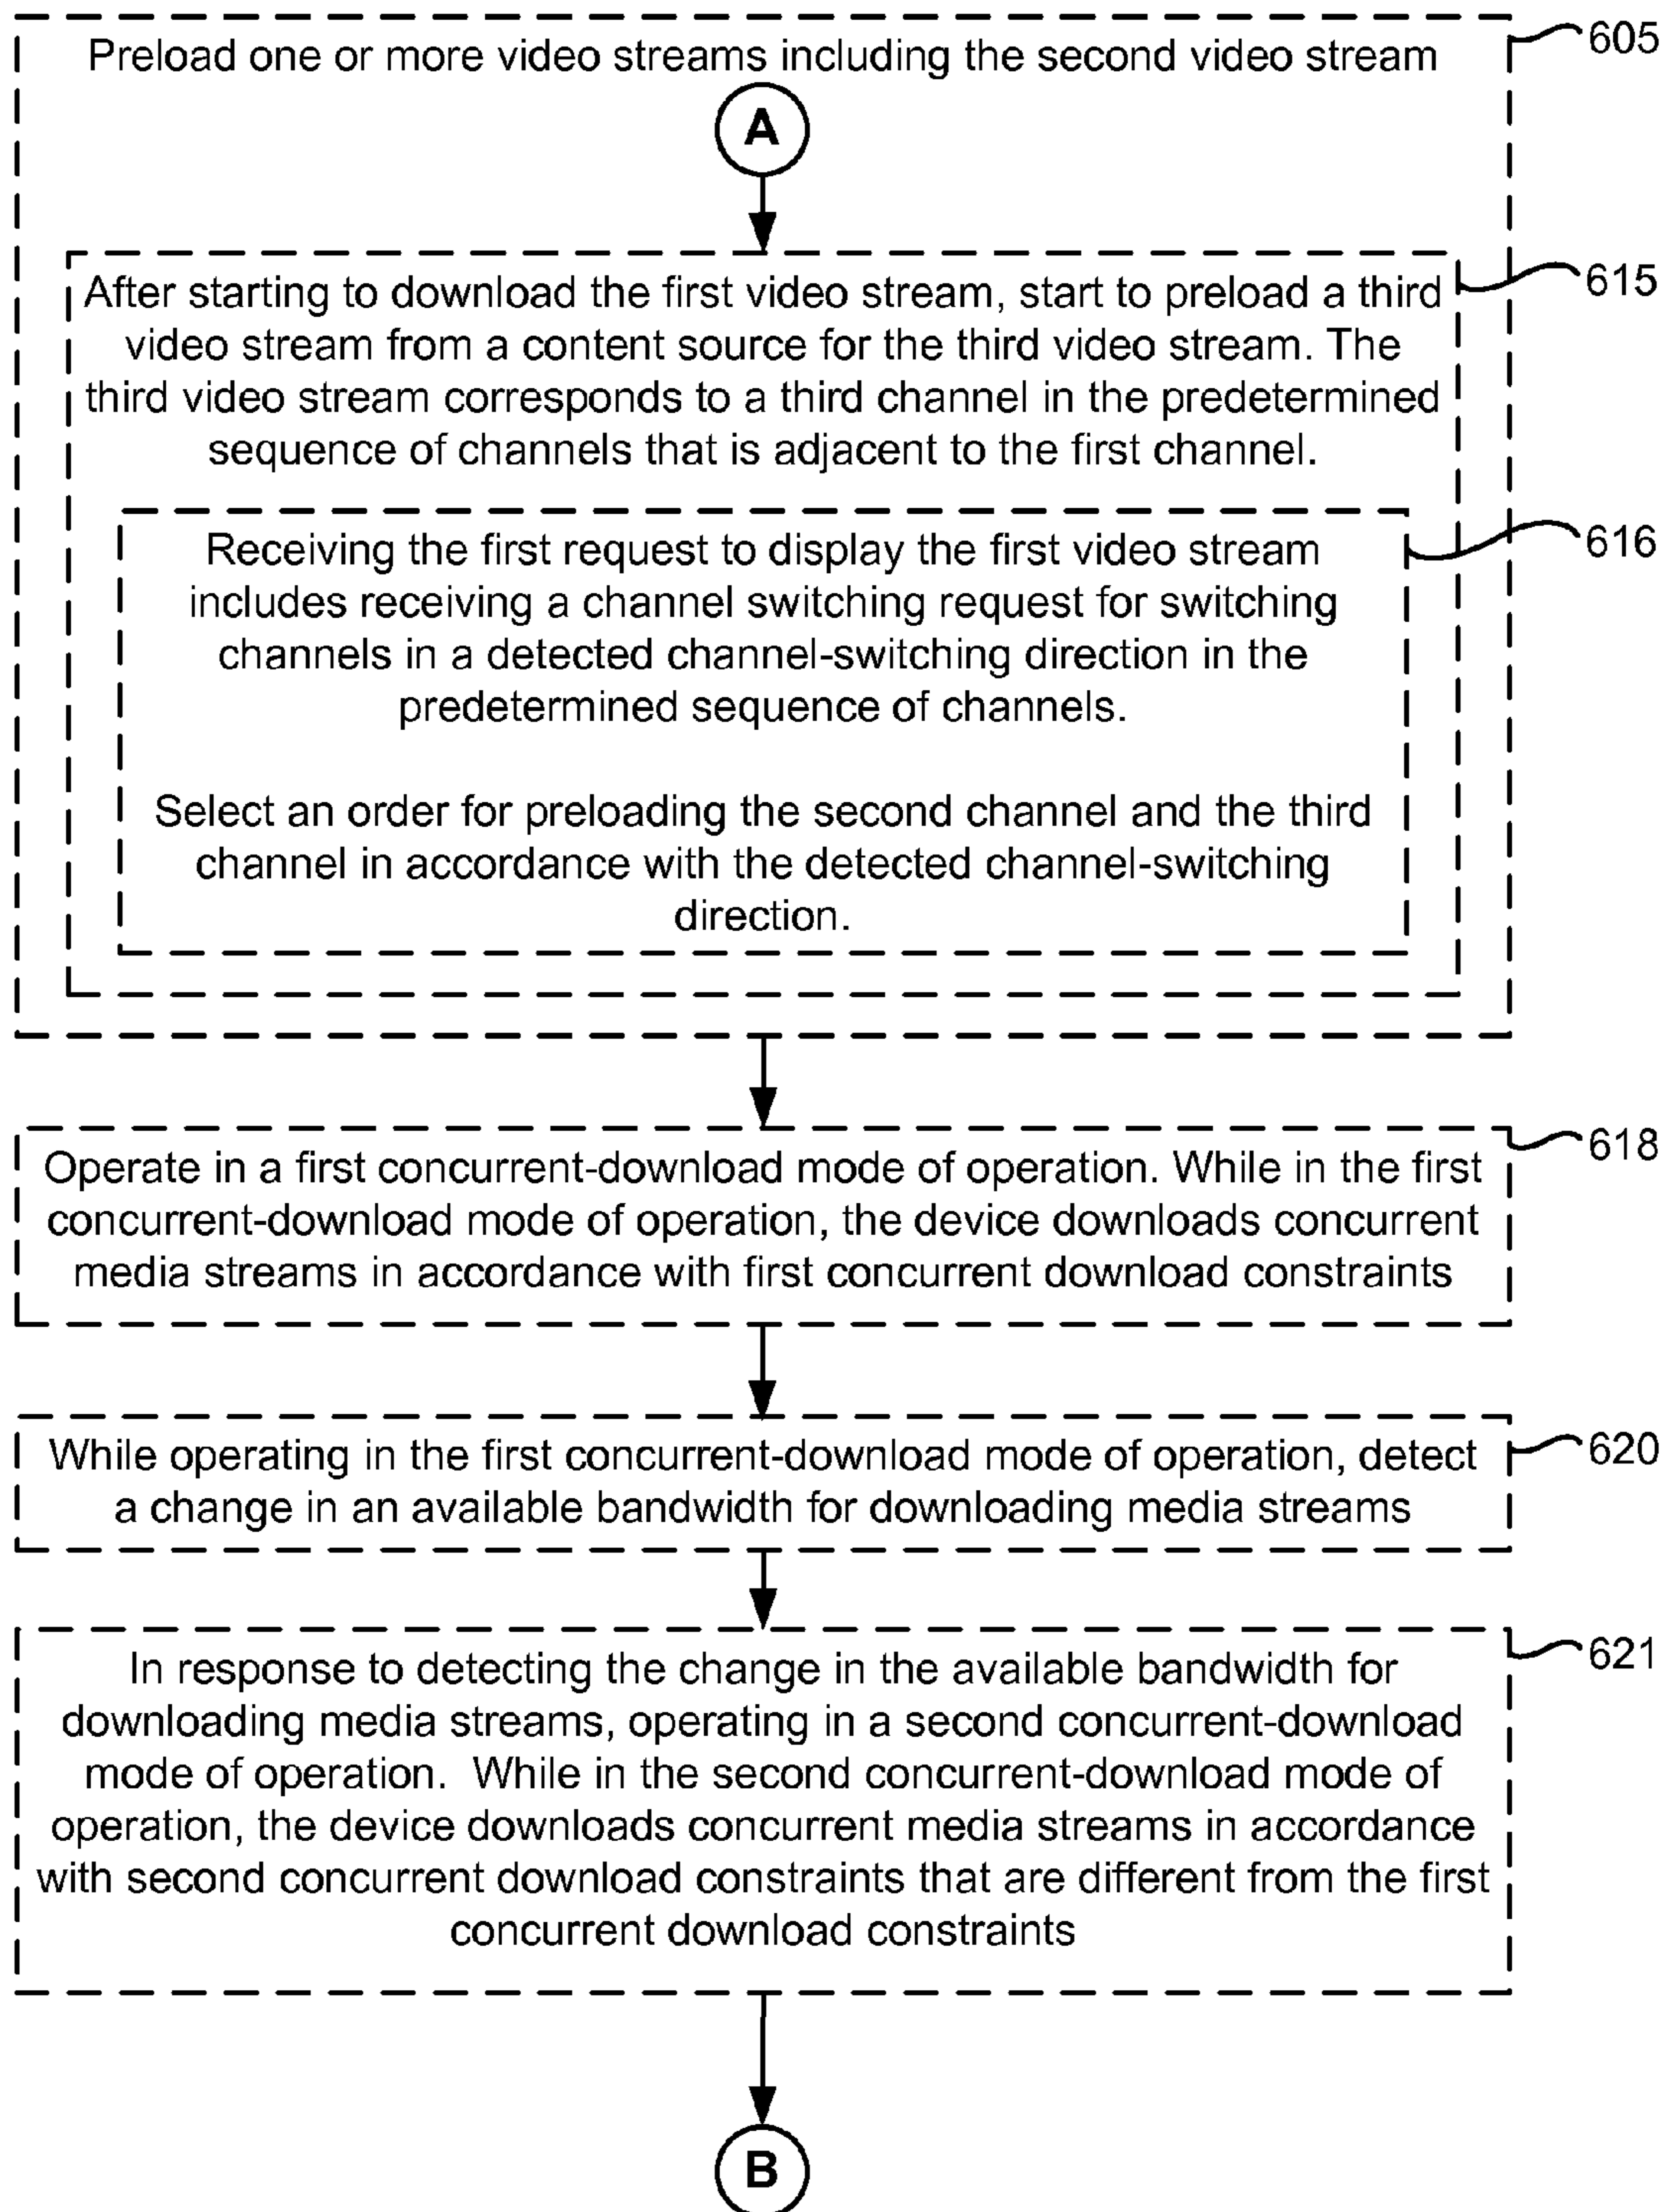 Preload one or more video streams including the second video stream
605
A
After starting to download the first video stream, start to preload a third
video stream from a content source for the third video stream. The
third video stream corresponds to a third channel in the predetermined
sequence of channels that is adjacent to the first channel.
615
Receiving the first request to display the first video stream
includes receiving a channel switching request for switching
channels in a detected channel-switching direction in the
predetermined sequence of channels.
616
Select an order for preloading the second channel and the third
channel in accordance with the detected channel-switching
direction.
Operate in a first concurrent-download mode of operation. While in the first
concurrent-download mode of operation, the device downloads concurrent
media streams in accordance with first concurrent download constraints
618
While operating in the first concurrent-download mode of operation, detect
a change in an available bandwidth for downloading media streams
620
In response to detecting the change in the available bandwidth for
downloading media streams, operating in a second concurrent-download
mode of operation.  While in the second concurrent-download mode of
operation, the device downloads concurrent media streams in accordance
with second concurrent download constraints that are different from the first
concurrent download constraints
621
B